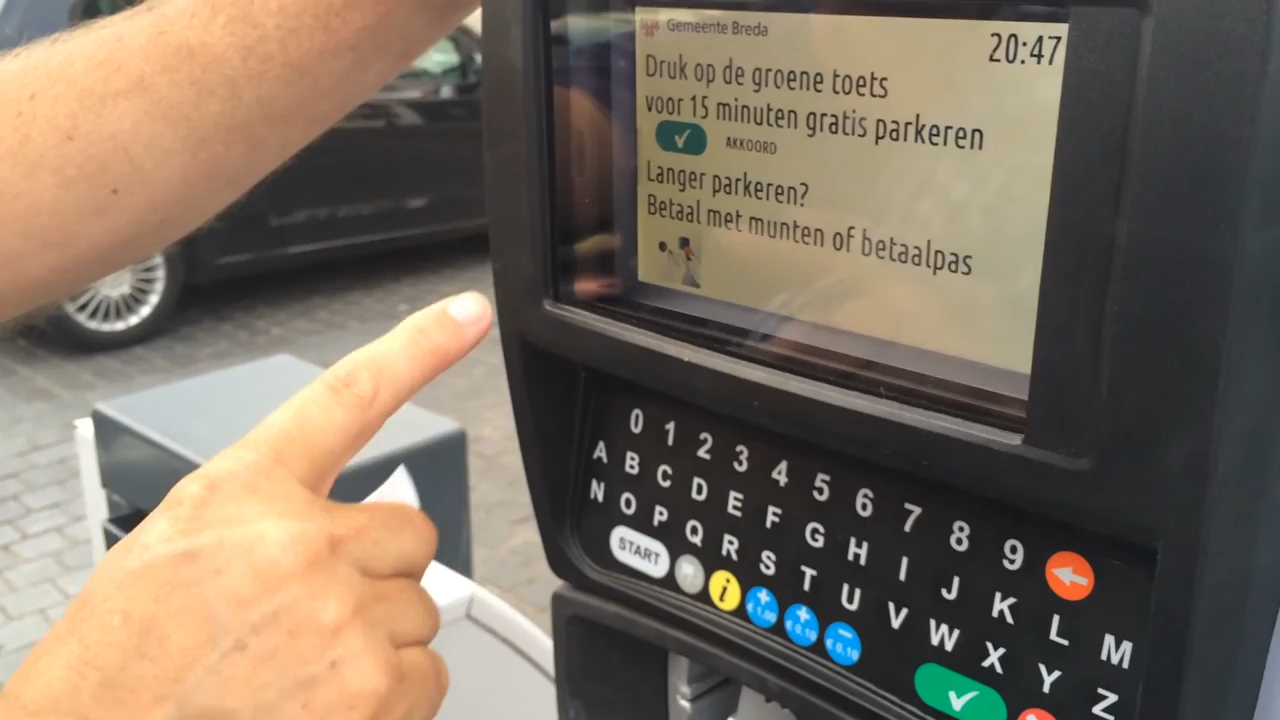 Gemeente Breda
20:47
Druk op de groene toets
voor 15 minuten gratis parkeren
AKKOORD
Langer parkeren?
Betaal met munten of betaalpas
0 1 2 3 4 5 6 7 8 9
A B C D E F G H I J K L M
N O P Q R S T U V W X Y Z
START
?
i
+
€ 1,00
+
€ 0,10
-
€ 0,10